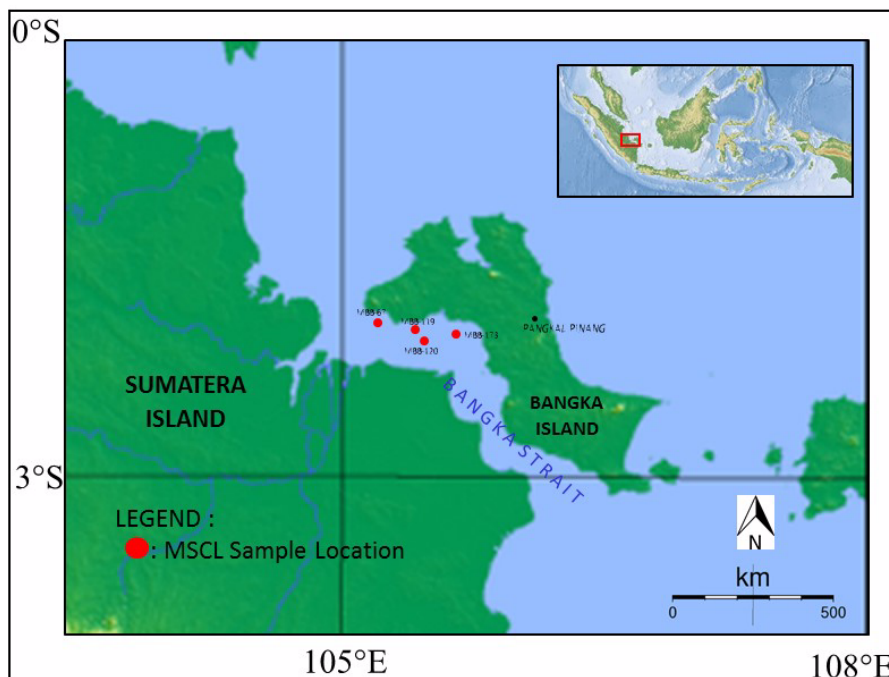 0°S
MBB-67
MBB-119
MBB-120
MBB-173
PANGKAL PINANG
SUMATERA
ISLAND
BANGKA
ISLAND
BANGKA STRAIT
3°S
LEGEND :
: MSCL Sample Location
N
km
0 500
105°E
108°E